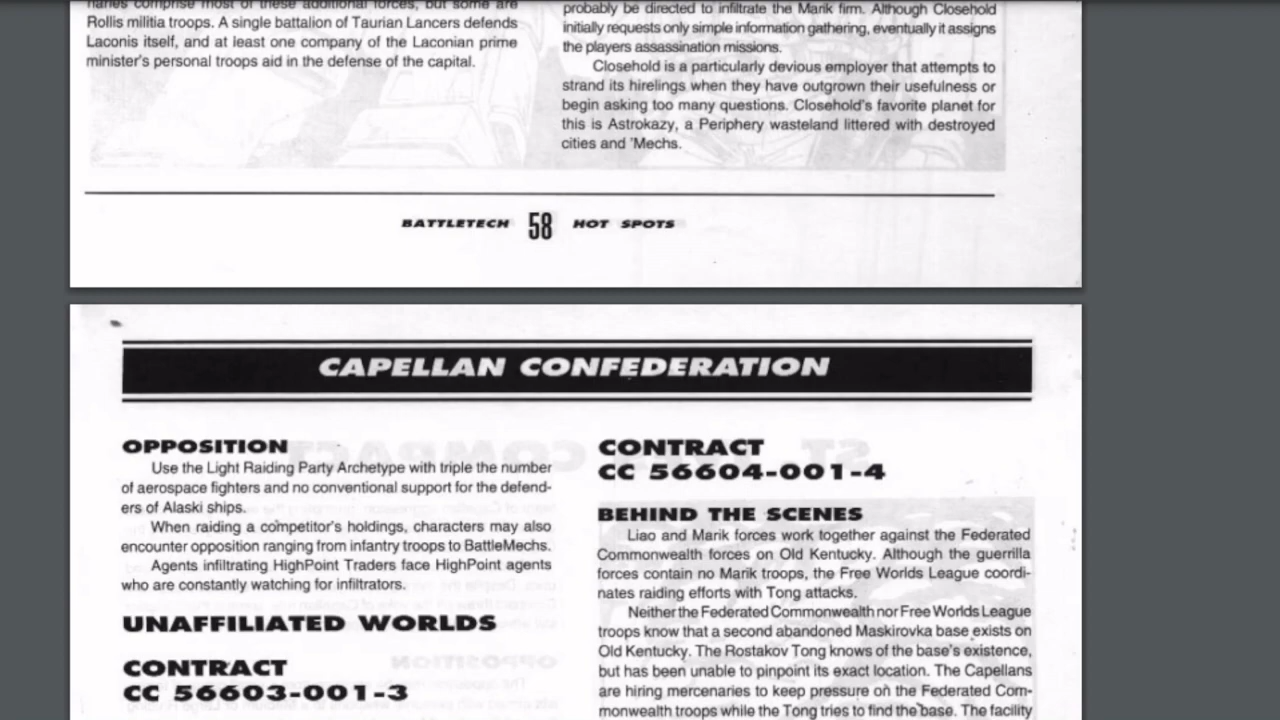 naries comprise most of these additional forces, but some are
Rollis militia troops. A single battalion of Taurian Lancers defends
Laconis itself, and at least one company of the Laconian prime
minister's personal troops aid in the defense of the capital.
probably be directed to infiltrate the Marik firm. Although Closehold
initially requests only simple information gathering, eventually it assigns
the players assassination missions.
Closehold is a particularly devious employer that attempts to
strand its hirelings when they have outgrown their usefulness or
begin asking too many questions. Closehold's favorite planet for
this is Astrokazy, a Periphery wasteland littered with destroyed
cities and 'Mechs.
BATTLETECH 58 HOT SPOTS
CAPELLAN CONFEDERATION
OPPOSITION
Use the Light Raiding Party Archetype with triple the number
of aerospace fighters and no conventional support for the defend-
ers of Alaski ships.
When raiding a competitor's holdings, characters may also
encounter opposition ranging from infantry troops to BattleMechs.
Agents infiltrating HighPoint Traders face HighPoint agents
who are constantly watching for infiltrators.
UNAFFILIATED WORLDS
CONTRACT
CC 56603-001-3
CONTRACT
CC 56604-001-4
BEHIND THE SCENES
Liao and Marik forces work together against the Federated
Commonwealth forces on Old Kentucky. Although the guerrilla
forces contain no Marik troops, the Free Worlds League coordi-
nates raiding efforts with Tong attacks.
Neither the Federated Commonwealth nor Free Worlds League
troops know that a second abandoned Maskirovka base exists on
Old Kentucky. The Rostakov Tong knows of the base's existence,
but has been unable to pinpoint its exact location. The Capellans
are hiring mercenaries to keep pressure on the Federated Com-
monwealth troops while the Tong tries to find the base. The facility